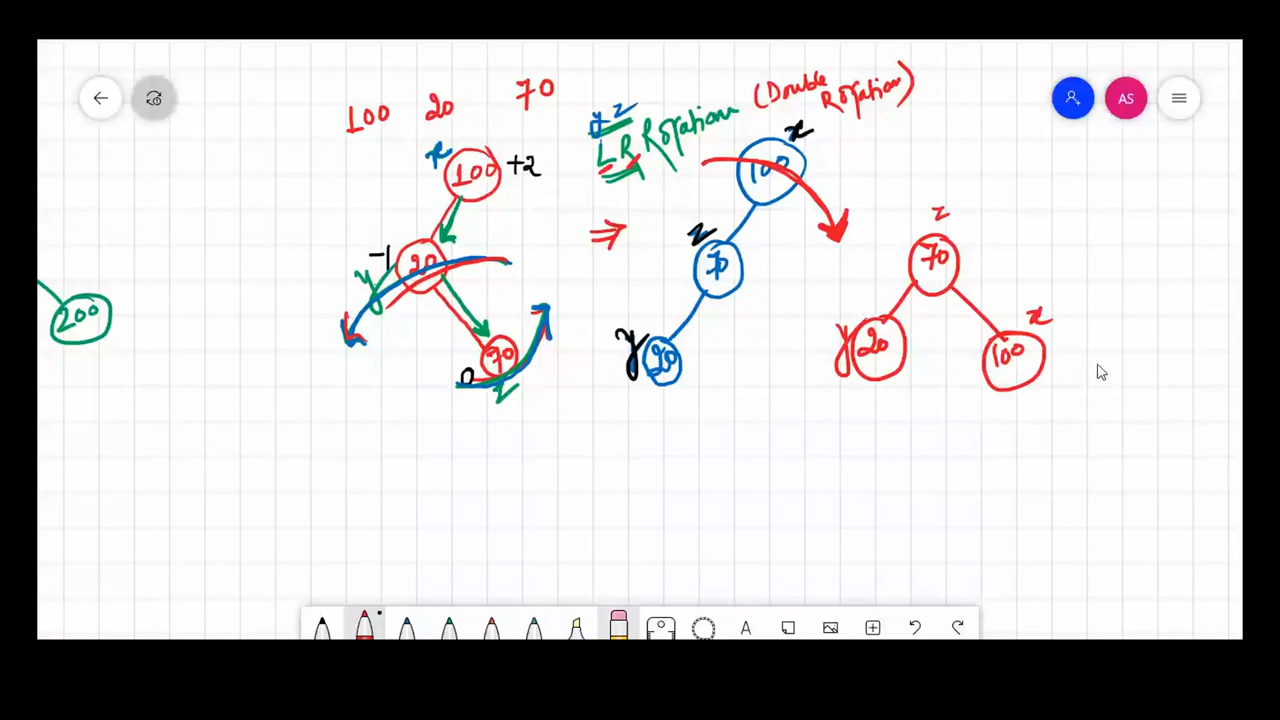 100 20 70
y z
LR Rotation (Double Rotation)
x 100 +2
-1 20 y
70
0 z
⇒
x
100
z
70
y 20
z
70
y 20
x
100
200
AS
A